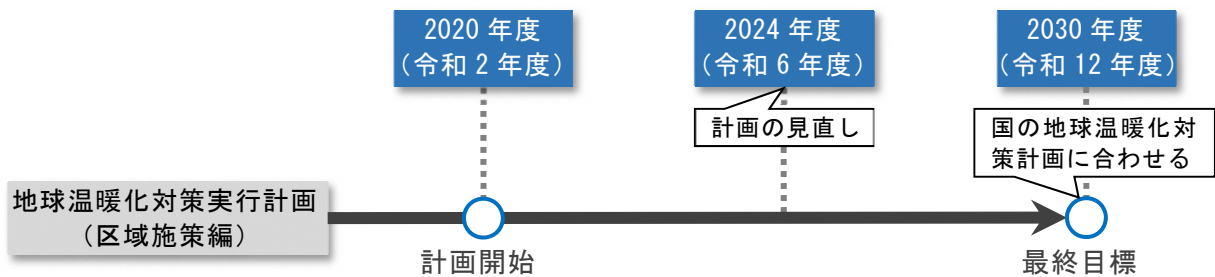 2020 年度
（令和 2 年度）
2024 年度
（令和 6 年度）
2030 年度
（令和 12 年度）
計画の見直し
国の地球温暖化対
策計画に合わせる
地球温暖化対策実行計画
（区域施策編）
計画開始
最終目標